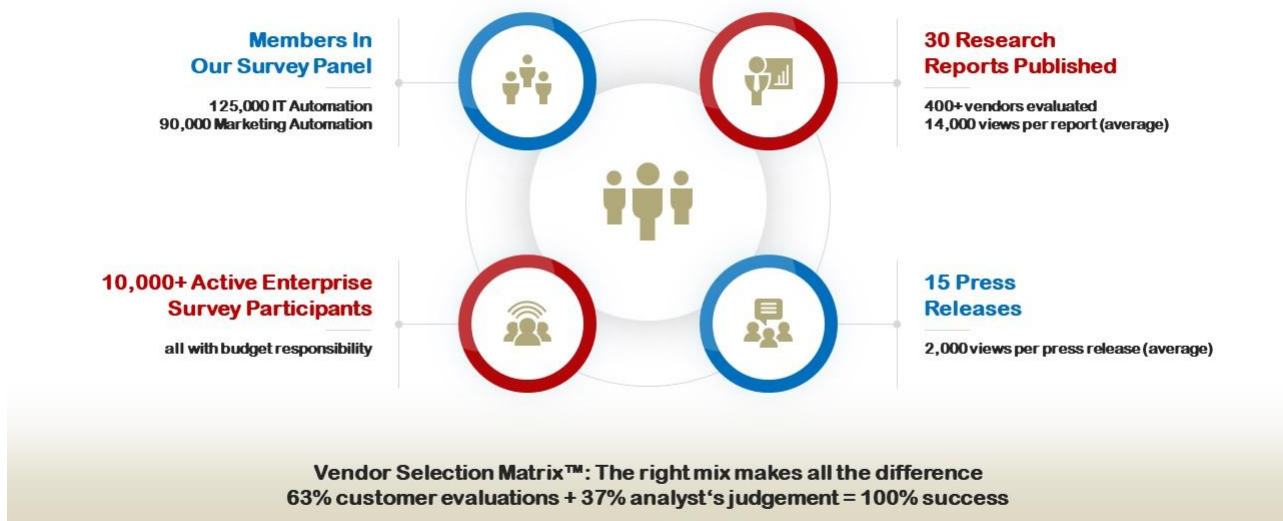 Members In
Our Survey Panel
125,000 IT Automation
90,000 Marketing Automation
30 Research
Reports Published
400+ vendors evaluated
14,000 views per report (average)
10,000+ Active Enterprise
Survey Participants
all with budget responsibility
15 Press
Releases
2,000 views per press release (average)
Vendor Selection Matrix™: The right mix makes all the difference
63% customer evaluations + 37% analyst‘s judgement = 100% success